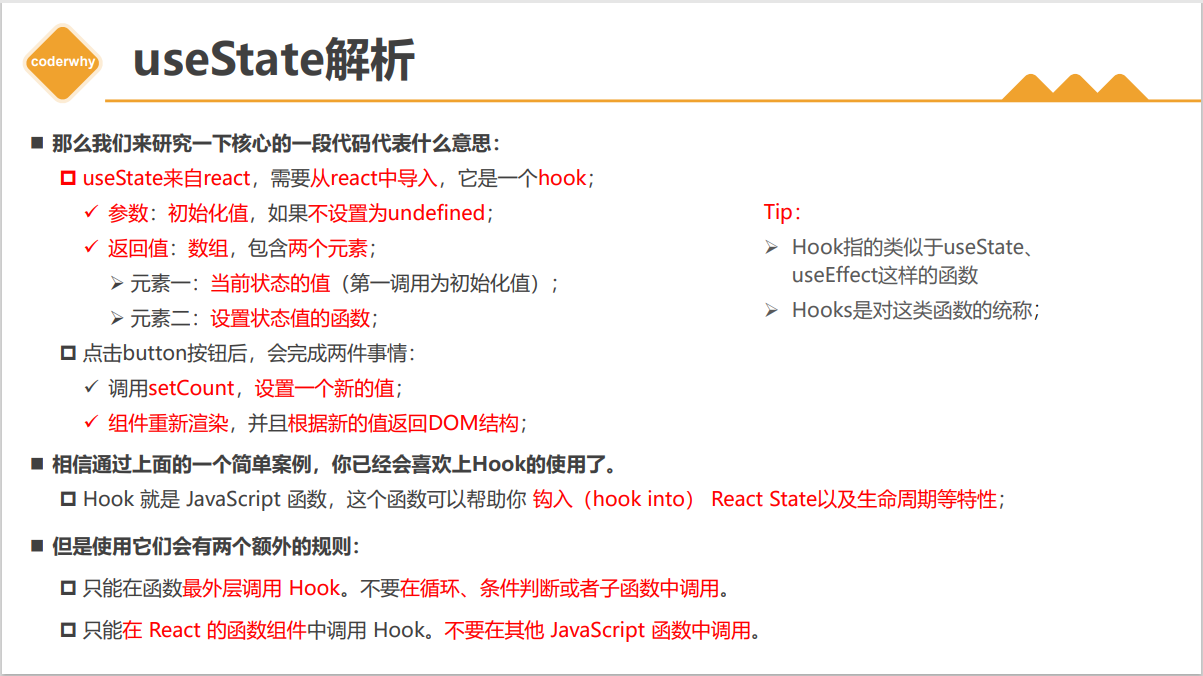 coderwhy
useState解析
那么我们来研究一下核心的一段代码代表什么意思：
useState来自react，需要从react中导入，它是一个hook；
参数：初始化值，如果不设置为undefined；
返回值：数组，包含两个元素；
元素一：当前状态的值（第一调用为初始化值）；
元素二：设置状态值的函数；
点击button按钮后，会完成两件事情：
调用setCount，设置一个新的值；
组件重新渲染，并且根据新的值返回DOM结构；
Tip：
Hook指的类似于useState、
useEffect这样的函数
Hooks是对这类函数的统称；
相信通过上面的一个简单案例，你已经会喜欢上Hook的使用了。
Hook 就是 JavaScript 函数，这个函数可以帮助你 钩入（hook into） React State以及生命周期等特性；
但是使用它们会有两个额外的规则：
只能在函数最外层调用 Hook。不要在循环、条件判断或者子函数中调用。
只能在 React 的函数组件中调用 Hook。不要在其他 JavaScript 函数中调用。